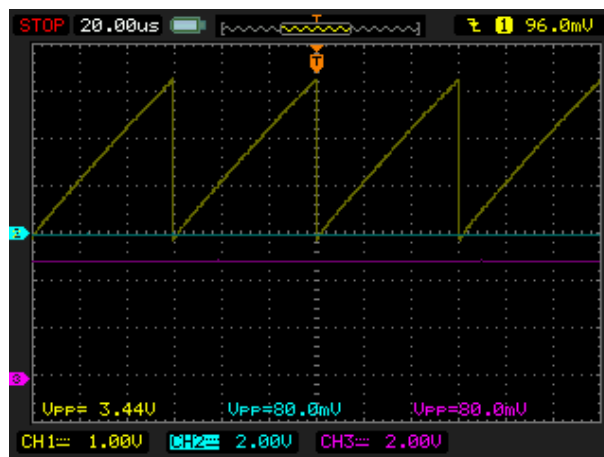 STOP 20.00us T 1 96.0mV
T
1
3
VPP= 3.44V VPP=80.0mV VPP=80.0mV
CH1 1.00V CH2 2.00V CH3 2.00V